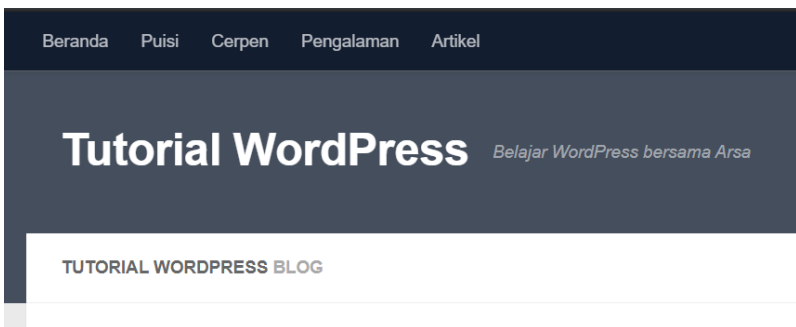 Beranda Puisi Cerpen Pengalaman Artikel
Tutorial WordPress Belajar WordPress bersama Arsa
TUTORIAL WORDPRESS BLOG